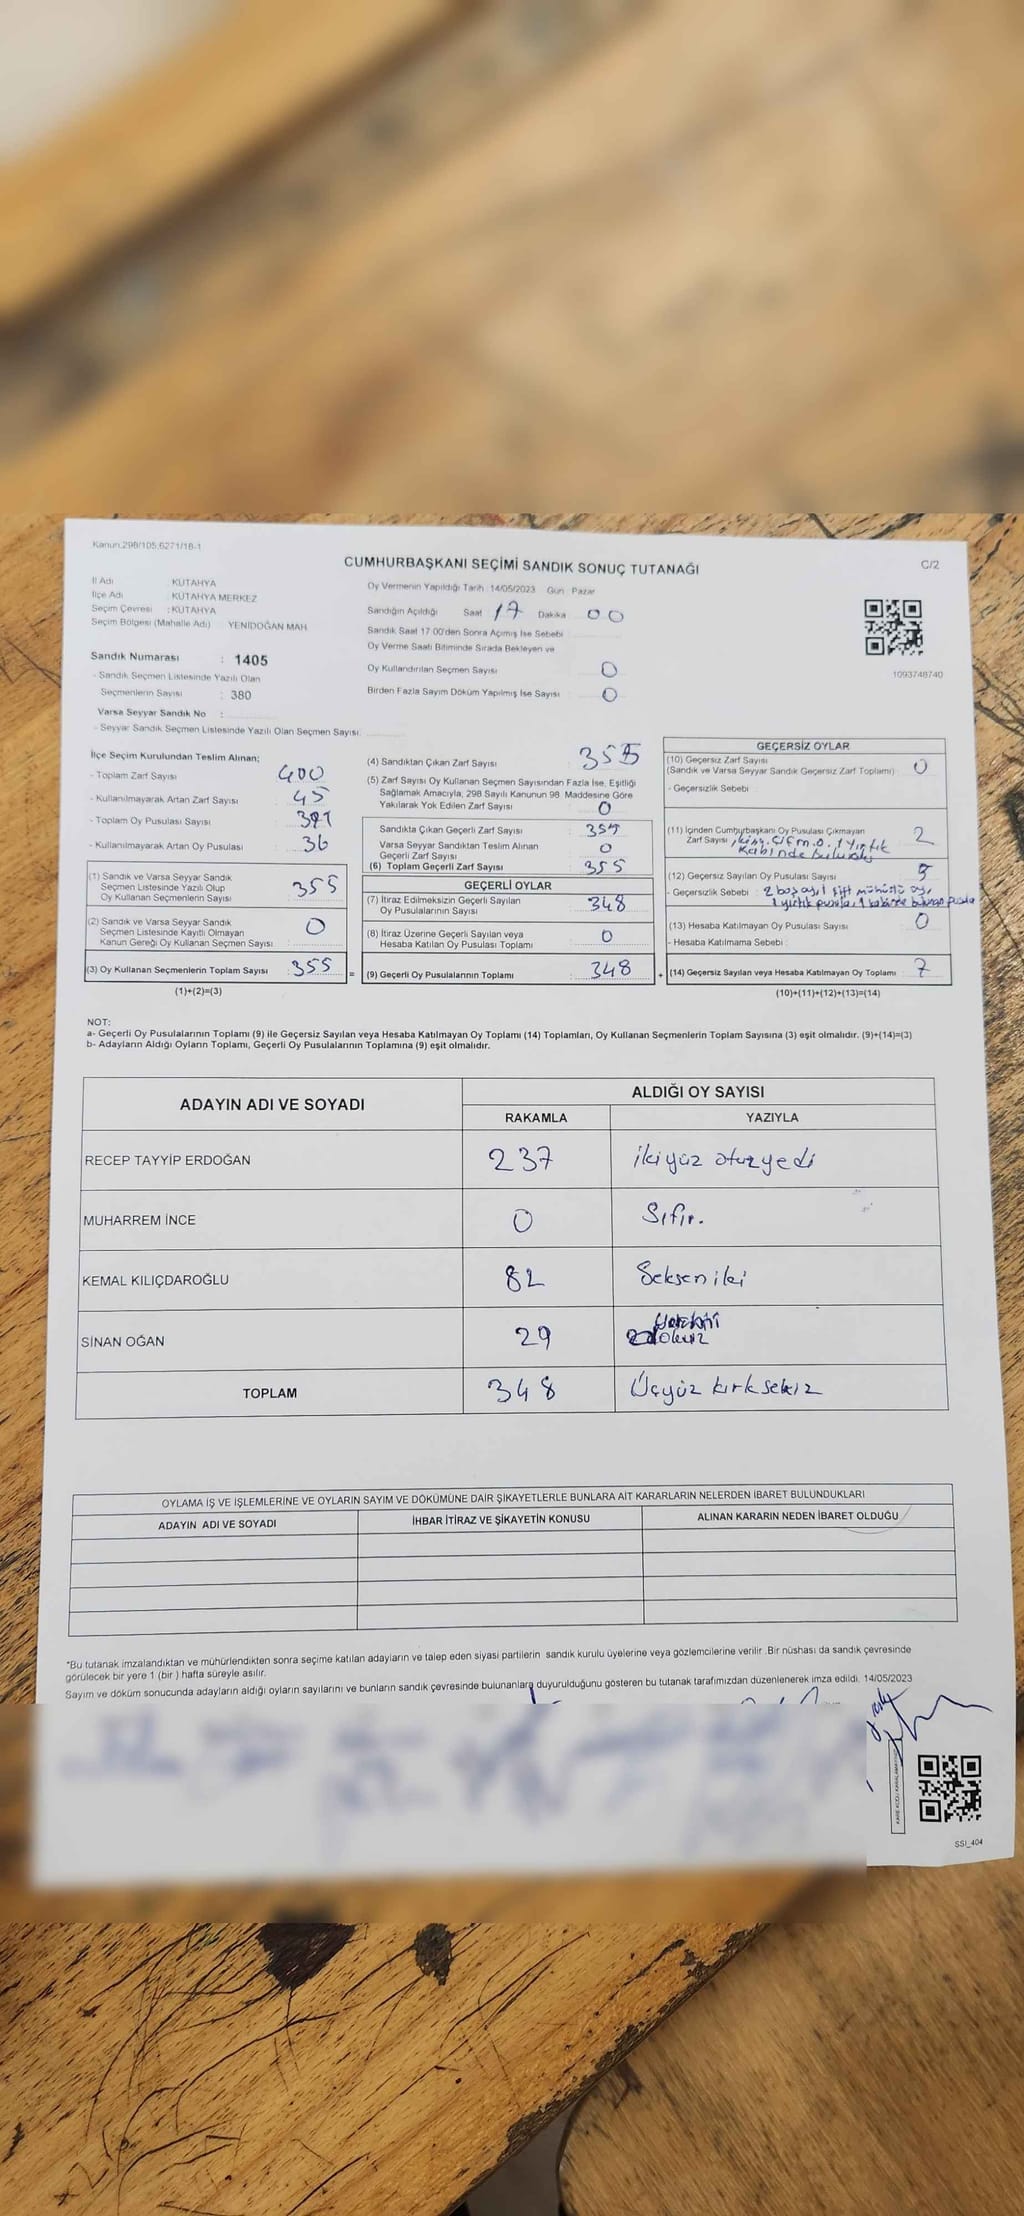 Kanun.298/105,6271/18-1
CUMHURBAŞKANI SEÇİMİ SANDIK SONUÇ TUTANAĞI
C/2
İl Adı : KÜTAHYA
İlçe Adı : KÜTAHYA MERKEZ
Seçim Çevresi : KÜTAHYA
Seçim Bölgesi (Mahalle Adı) : YENİDOĞAN MAH.
Sandık Numarası : 1405
- Sandık Seçmen Listesinde Yazılı Olan
Seçmenlerin Sayısı : 380
Varsa Seyyar Sandık No :
- Seyyar Sandık Seçmen Listesinde Yazılı Olan Seçmen Sayısı:
Oy Vermenin Yapıldığı Tarih :14/05/2023 Gün : Pazar
Sandığın Açıldığı Saat 17 Dakika 00
Sandık Saat 17:00'den Sonra Açılmış İse Sebebi
Oy Verme Saati Bitiminde Sırada Bekleyen ve
Oy Kullandırılan Seçmen Sayısı 0
Birden Fazla Sayım Döküm Yapılmış İse Sayısı 0
1093748740
İlçe Seçim Kurulundan Teslim Alınan;
- Toplam Zarf Sayısı 400
- Kullanılmayarak Artan Zarf Sayısı 45
- Toplam Oy Pusulası Sayısı
- Kullanılmayarak Artan Oy Pusulası 36
(1) Sandık ve Varsa Seyyar Sandık
Seçmen Listesinde Yazılı Olup
Oy Kullanan Seçmenlerin Sayısı 355
(2) Sandık ve Varsa Seyyar Sandık
Seçmen Listesinde Kayıtlı Olmayan
Kanun Gereği Oy Kullanan Seçmen Sayısı 0
(3) Oy Kullanan Seçmenlerin Toplam Sayısı : 355 =
(1)+(2)=(3)
(4) Sandıktan Çıkan Zarf Sayısı 355
(5) Zarf Sayısı Oy Kullanan Seçmen Sayısından Fazla İse, Eşitliği
Sağlamak Amacıyla, 298 Sayılı Kanunun 98. Maddesine Göre
Yakılarak Yok Edilen Zarf Sayısı 0
Sandıkta Çıkan Geçerli Zarf Sayısı : 355
Varsa Seyyar Sandıktan Teslim Alınan
Geçerli Zarf Sayısı 0
(6) Toplam Geçerli Zarf Sayısı : 355
GEÇERLİ OYLAR
(7) İtiraz Edilmeksizin Geçerli Sayılan
Oy Pusulalarının Sayısı : 348
(8) İtiraz Üzerine Geçerli Sayılan veya
Hesaba Katılan Oy Pusulası Toplamı 0
(9) Geçerli Oy Pusulalarının Toplamı : 348 +
GEÇERSİZ OYLAR
(10) Geçersiz Zarf Sayısı
(Sandık ve Varsa Seyyar Sandık Geçersiz Zarf Toplamı) : 0
- Geçersizlik Sebebi :
(11) İçinden Cumhurbaşkanı Oy Pusulası Çıkmayan
Zarf Sayısı 2
1 Yırtık
Kabinde
(12) Geçersiz Sayılan Oy Pusulası Sayısı 5
- Geçersizlik Sebebi : 2 boş oy, 1 çift mühürlü oy,
1 yırtık pusula, 1 kabinde bulunan pusula
(13) Hesaba Katılmayan Oy Sayısı 0
- Hesaba Katılmama Sebebi :
(14) Geçersiz Sayılan veya Hesaba Katılmayan Oy Toplamı : 7
(10)+(11)+(12)+(13)=(14)
NOT:
a- Geçerli Oy Pusulalarının Toplamı (9) ile Geçersiz Sayılan veya Hesaba Katılmayan Oy Toplamı (14) Toplamları, Oy Kullanan Seçmenlerin Toplam Sayısına (3) eşit olmalıdır. (9)+(14)=(3)
b- Adayların Aldığı Oyların Toplamı, Geçerli Oy Pusulalarının Toplamına (9) eşit olmalıdır.
ADAYIN ADI VE SOYADI
ALDIĞI OY SAYISI
RAKAMLA YAZIYLA
RECEP TAYYİP ERDOĞAN 237 ikiyüz otuzyedi
MUHARREM İNCE 0 Sıfır.
KEMAL KILIÇDAROĞLU 82 Seksen iki
SİNAN OĞAN 29
TOPLAM 348 Üçyüz kırksekiz
OYLAMA İŞ VE İŞLEMLERİNE VE OYLARIN SAYIM VE DÖKÜMÜNE DAİR ŞİKAYETLERLE BUNLARA AİT KARARLARIN NELERDEN İBARET BULUNDUKLARI
ADAYIN ADI VE SOYADI İHBAR İTİRAZ VE ŞİKAYETİN KONUSU ALINAN KARARIN NEDEN İBARET OLDUĞU
*Bu tutanak imzalandıktan ve mühürlendikten sonra seçime katılan adayların ve talep eden siyasi partilerin sandık kurulu üyelerine veya gözlemcilerine verilir .Bir nüshası da sandık çevresinde
görülecek bir yere 1 (bir ) hafta süreyle asılır.
Sayım ve döküm sonucunda adayların aldığı oyların sayılarını ve bunların sandık çevresinde bulunanlara duyurulduğunu gösteren bu tutanak tarafımızdan düzenlenerek imza edildi. 14/05/2023
SSI_404